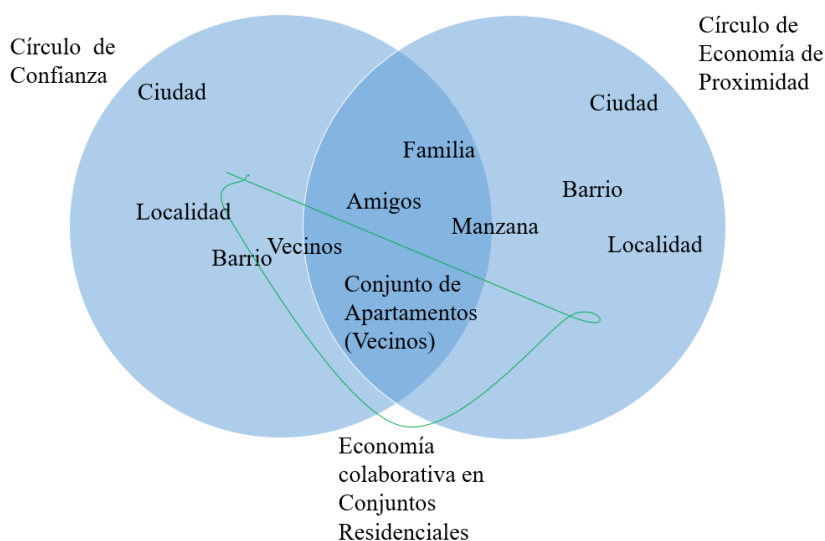 Círculo de
Confianza
Círculo de
Economía de
Proximidad
Ciudad
Ciudad
Familia
Amigos
Barrio
Localidad
Manzana
Localidad
Vecinos
Barrio
Conjunto de
Apartamentos
(Vecinos)
Economía
colaborativa en
Conjuntos
Residenciales